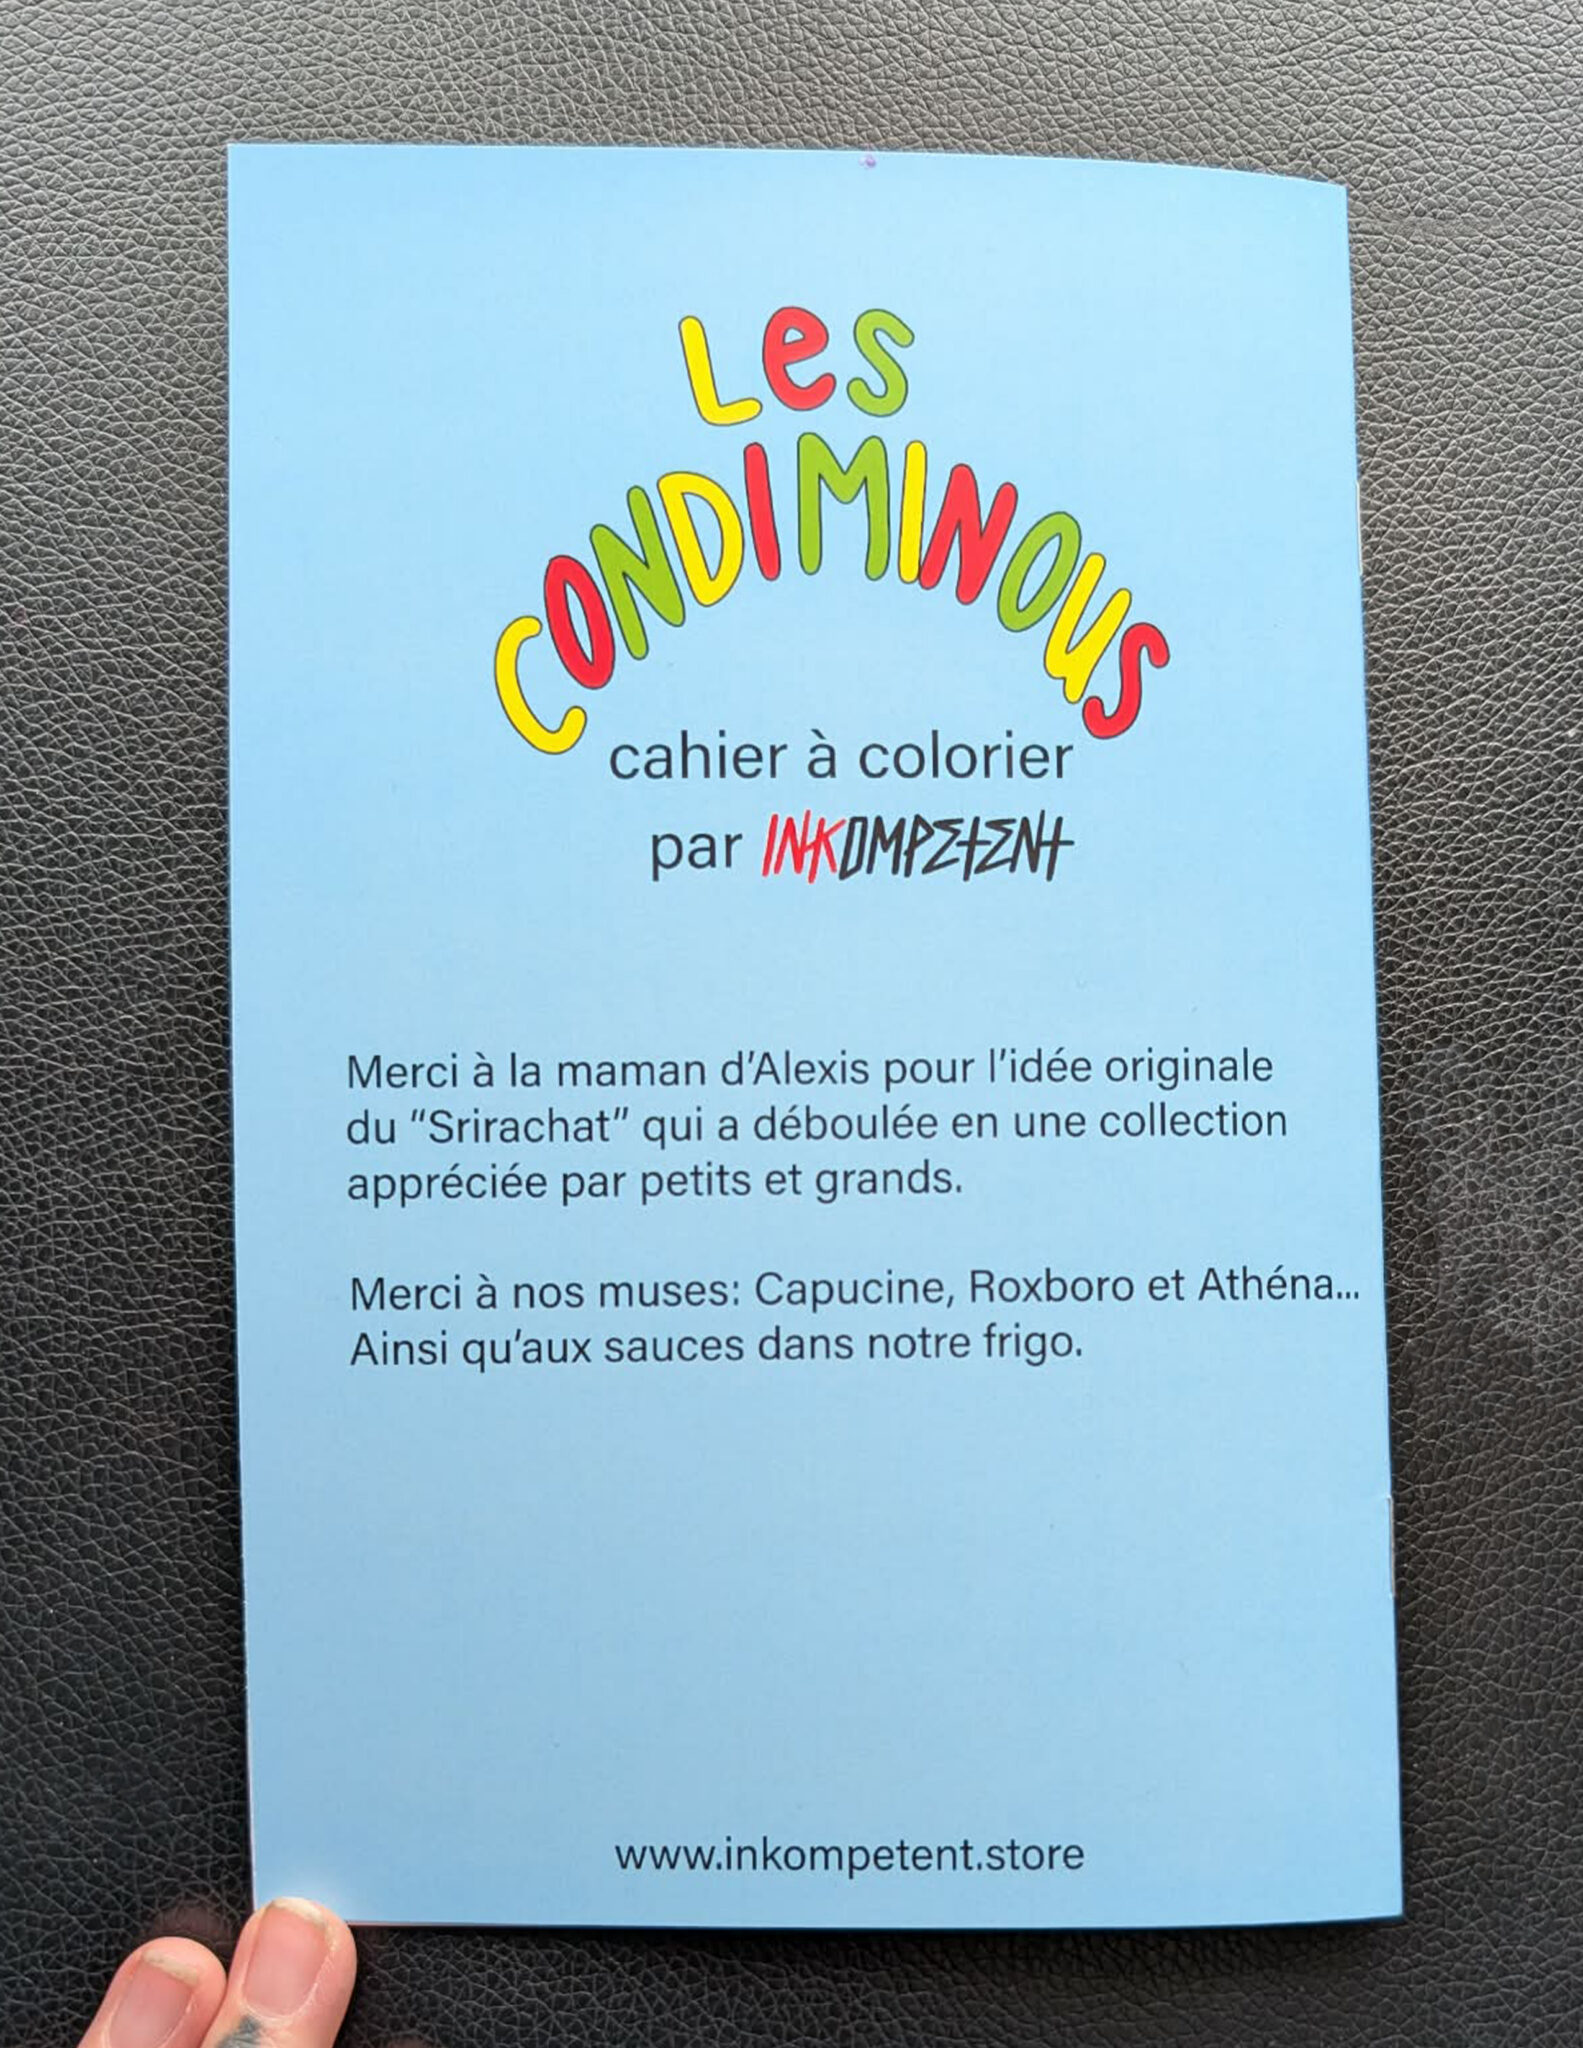 Les
CONDIMINOUS
cahier à colorier
par INKOMPETENT
Merci à la maman d’Alexis pour l’idée originale
du “Srirachat” qui a déboulée en une collection
appréciée par petits et grands.
Merci à nos muses: Capucine, Roxboro et Athéna...
Ainsi qu’aux sauces dans notre frigo.
www.inkompetent.store